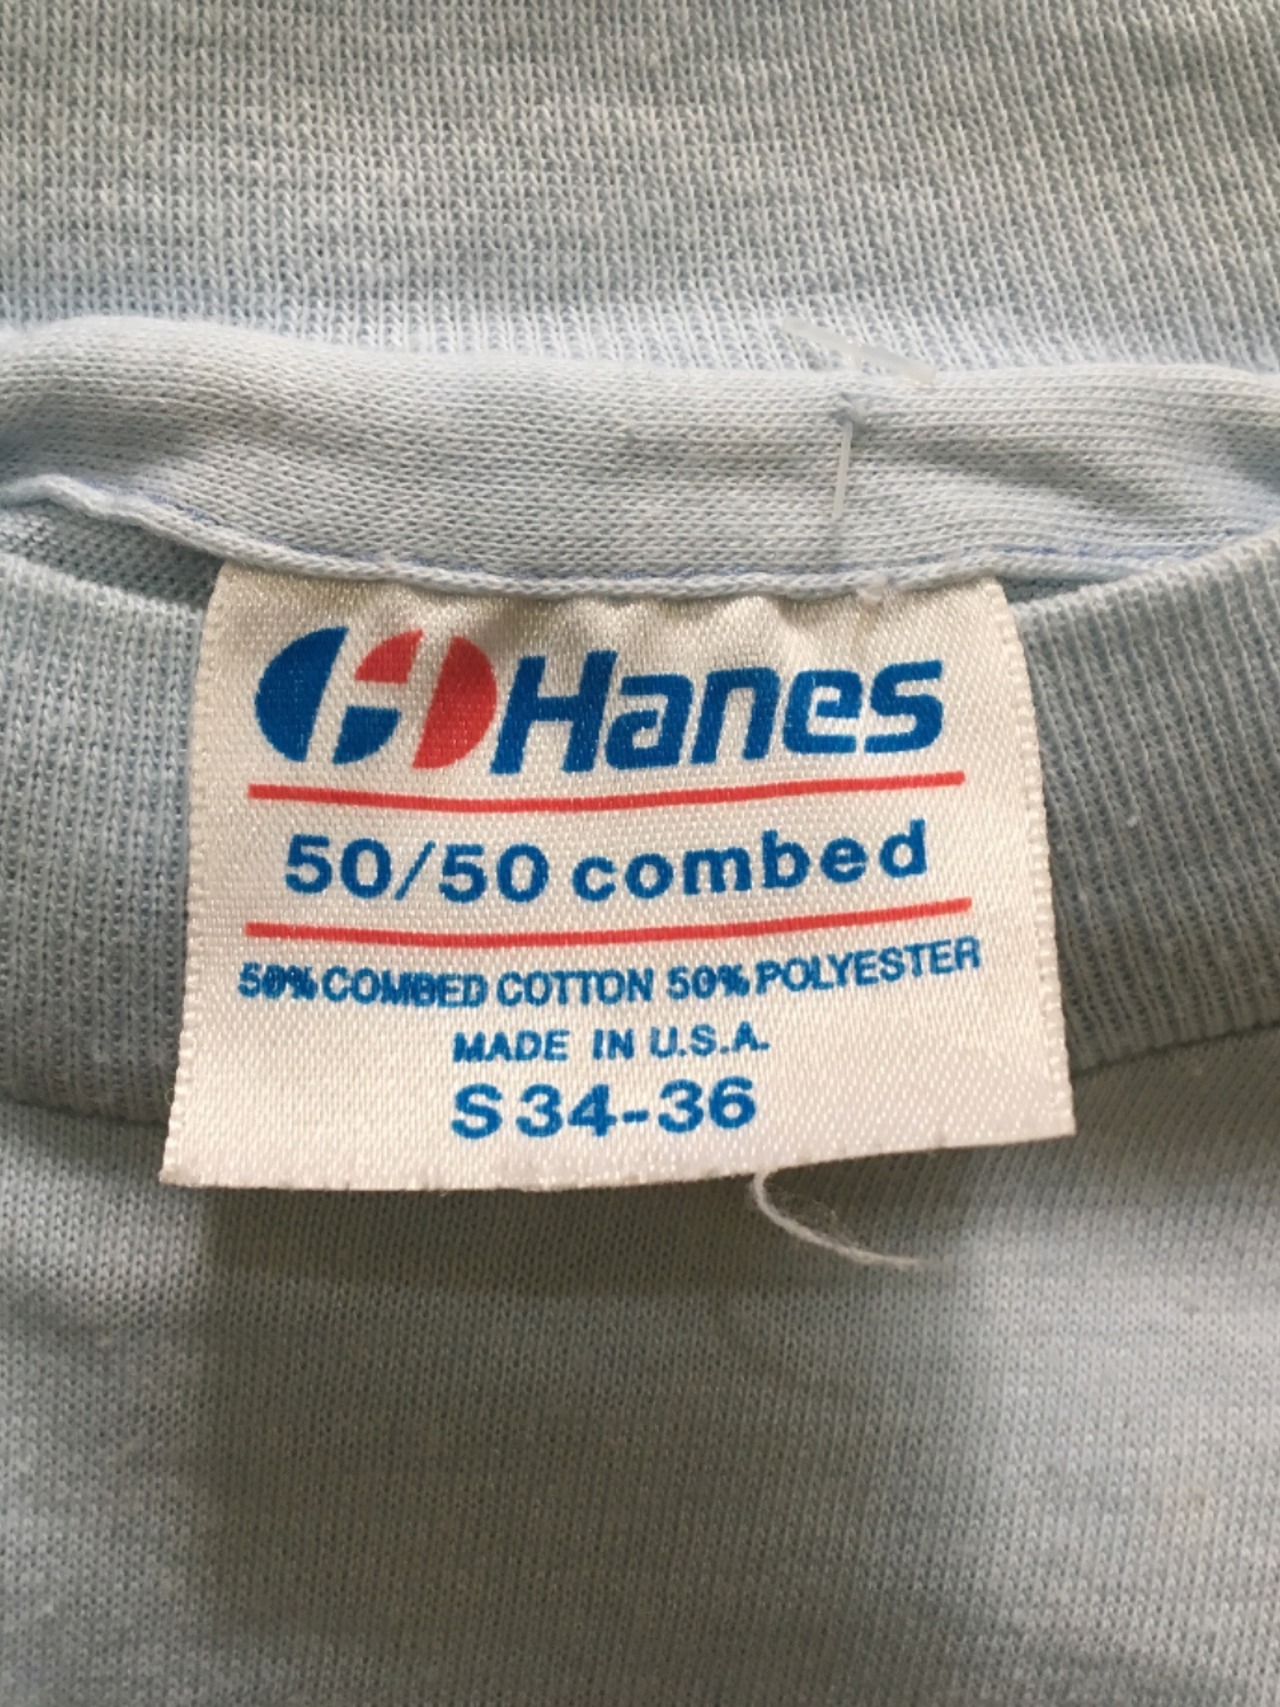 Hanes
50/50 combed
50% COMBED COTTON 50% POLYESTER
MADE IN U.S.A.
S 34-36